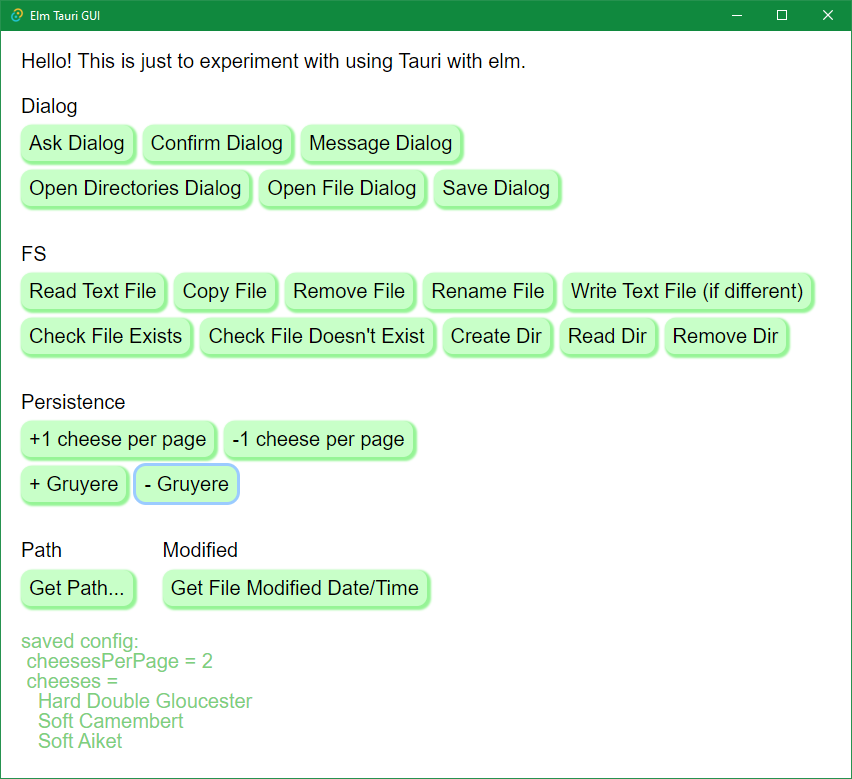 Elm Tauri GUI
Hello! This is just to experiment with using Tauri with elm.
Dialog
Ask Dialog Confirm Dialog Message Dialog
Open Directories Dialog Open File Dialog Save Dialog
FS
Read Text File Copy File Remove File Rename File Write Text File (if different)
Check File Exists Check File Doesn't Exist Create Dir Read Dir Remove Dir
Persistence
+1 cheese per page -1 cheese per page
+ Gruyere - Gruyere
Path Modified
Get Path... Get File Modified Date/Time
saved config:
cheesesPerPage = 2
cheeses =
Hard Double Gloucester
Soft Camembert
Soft Aiket